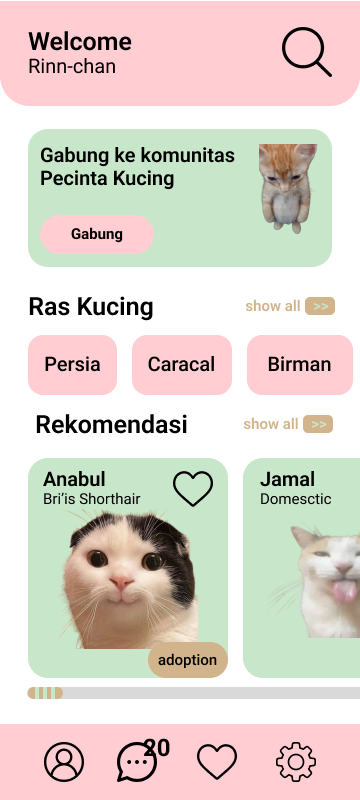 Welcome
Rinn-chan
Gabung ke komunitas
Pecinta Kucing
Gabung
Ras Kucing
show all >>
Persia
Caracal
Birman
Rekomendasi
show all >>
Anabul
Bri’is Shorthair
Jamal
Domesctic
adoption
20